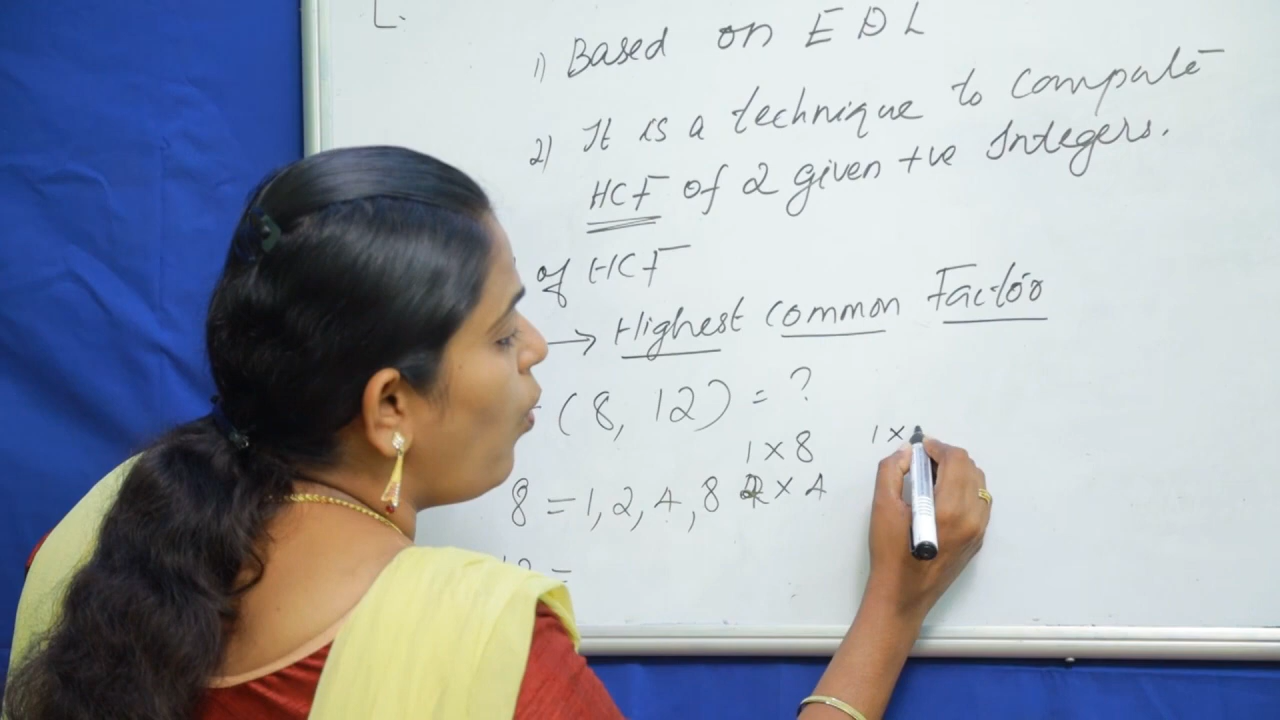 1) Based on E D L
2) It is a technique to compute
HCF of 2 given +ve Integers.
of HCF
→ Highest common Factor
(8, 12) = ?
1 × 8
1 ×
8 = 1, 2, 4, 8
2 × 4
=